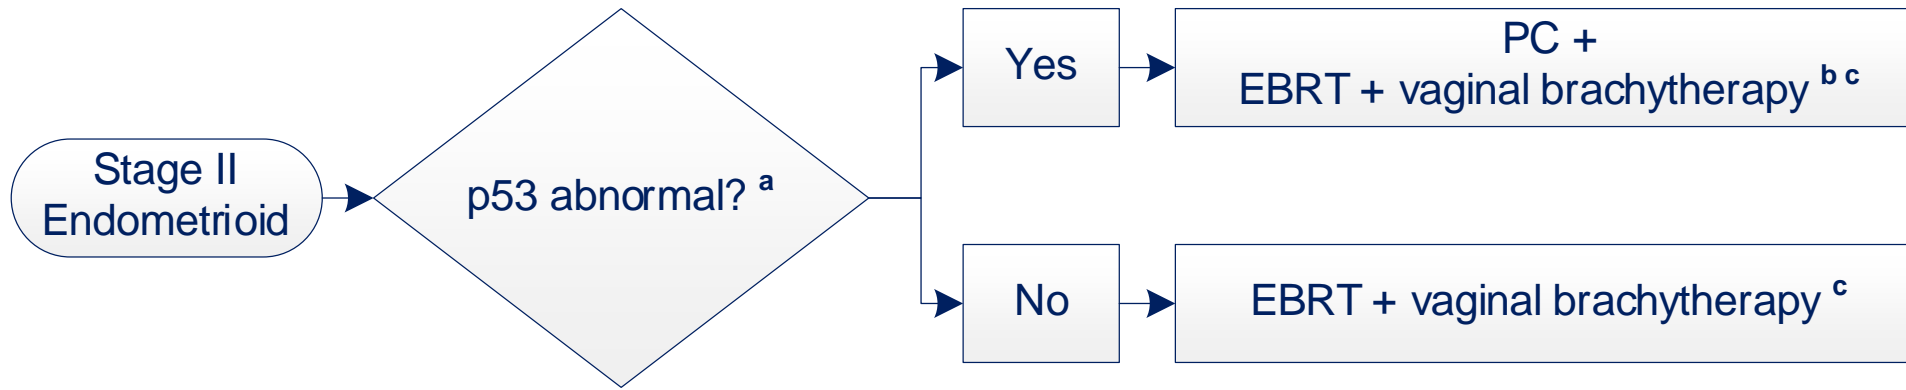 Stage II
Endometrioid
p53 abnormal? a
Yes
PC +
EBRT + vaginal brachytherapy b c
No
EBRT + vaginal brachytherapy c